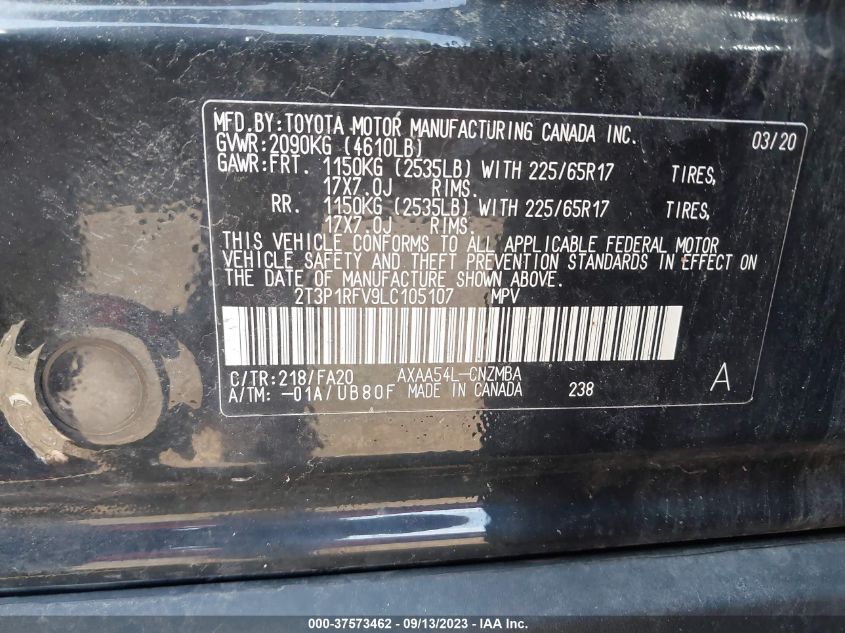 MFD.BY:TOYOTA MOTOR MANUFACTURING CANADA INC. 03/20
GVWR:2090KG (4610LB)
GAWR:FRT. 1150KG (2535LB) WITH 225/65R17 TIRES,
17X7.0J RIMS.
RR. 1150KG (2535LB) WITH 225/65R17 TIRES,
17X7.0J RIMS.
THIS VEHICLE CONFORMS TO ALL APPLICABLE FEDERAL MOTOR
VEHICLE SAFETY AND THEFT PREVENTION STANDARDS IN EFFECT ON
THE DATE OF MANUFACTURE SHOWN ABOVE.
2T3P1RFV9LC105107 MPV
C/TR:218/FA20 AXAA54L-CNZMBA
A/TM: -01A/UB80F MADE IN CANADA 238 A
000-37573462 - 09/13/2023 - IAAI.com